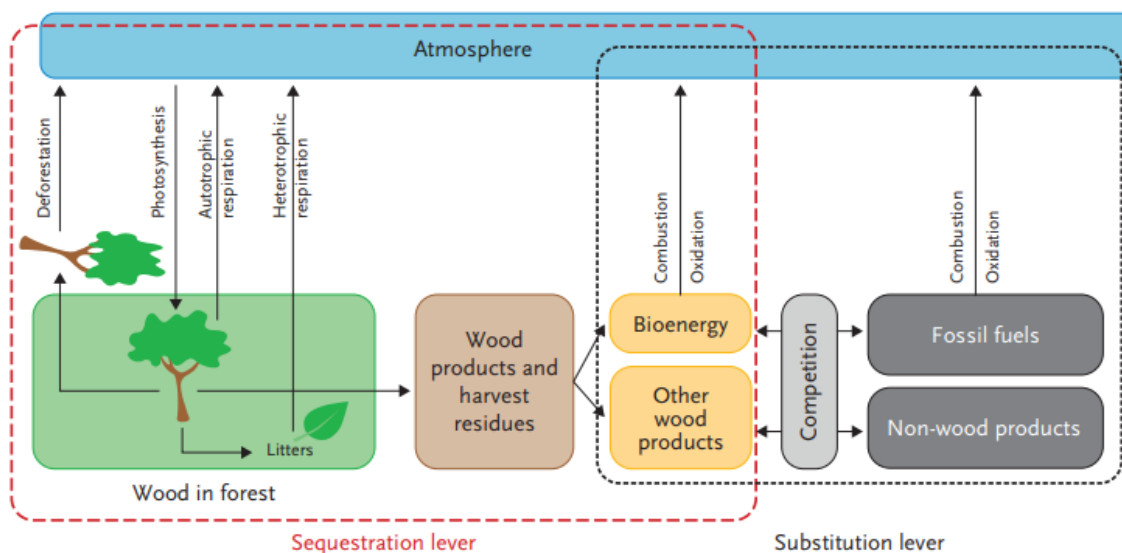 Atmosphere
Deforestation
Photosynthesis
Autotrophic
respiration
Heterotrophic
respiration
Combustion
Oxidation
Combustion
Oxidation
Wood
products and
harvest
residues
Bioenergy
Other
wood
products
Competition
Fossil fuels
Non-wood products
Litters
Wood in forest
Sequestration lever
Substitution lever